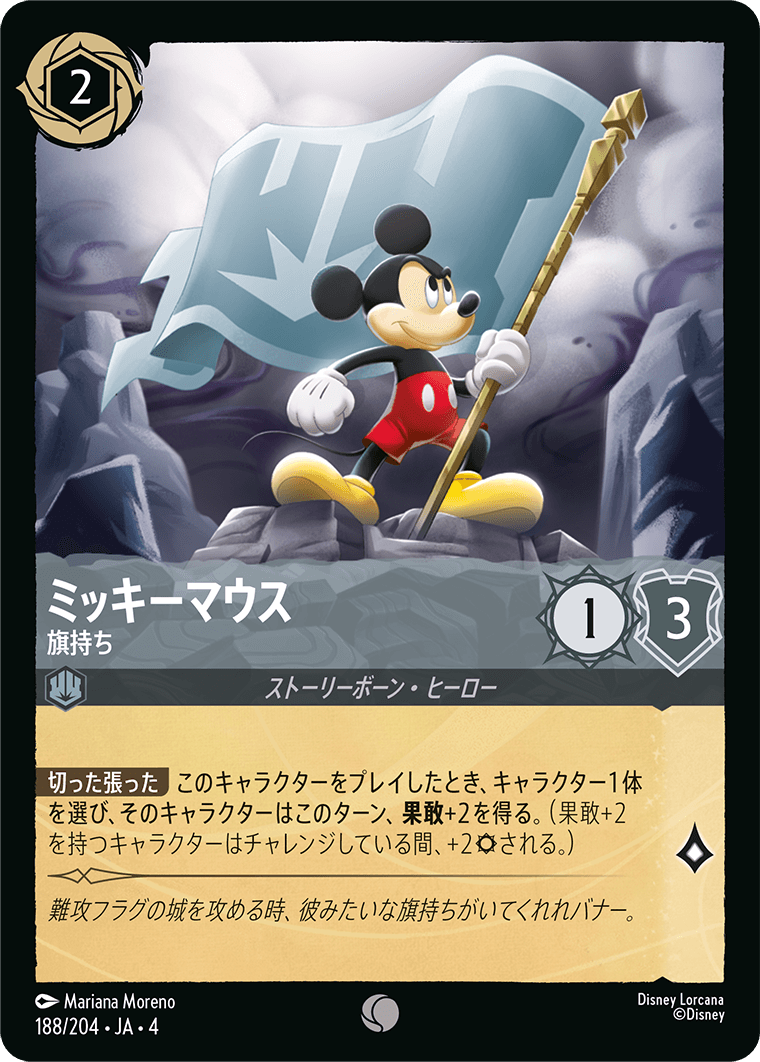 2
ミッキーマウス
旗持ち
1
3
ストーリーボーン・ヒーロー
切った張った このキャラクターをプレイしたとき、キャラクター1体
を選び、そのキャラクターはこのターン、果敢+2を得る。（果敢+2
を持つキャラクターはチャレンジしている間、+2される。）
難攻フラグの城を攻める時、彼みたいな旗持ちがいてくれればバナー。
Mariana Moreno
188/204・JA・4
Disney Lorcana
©Disney